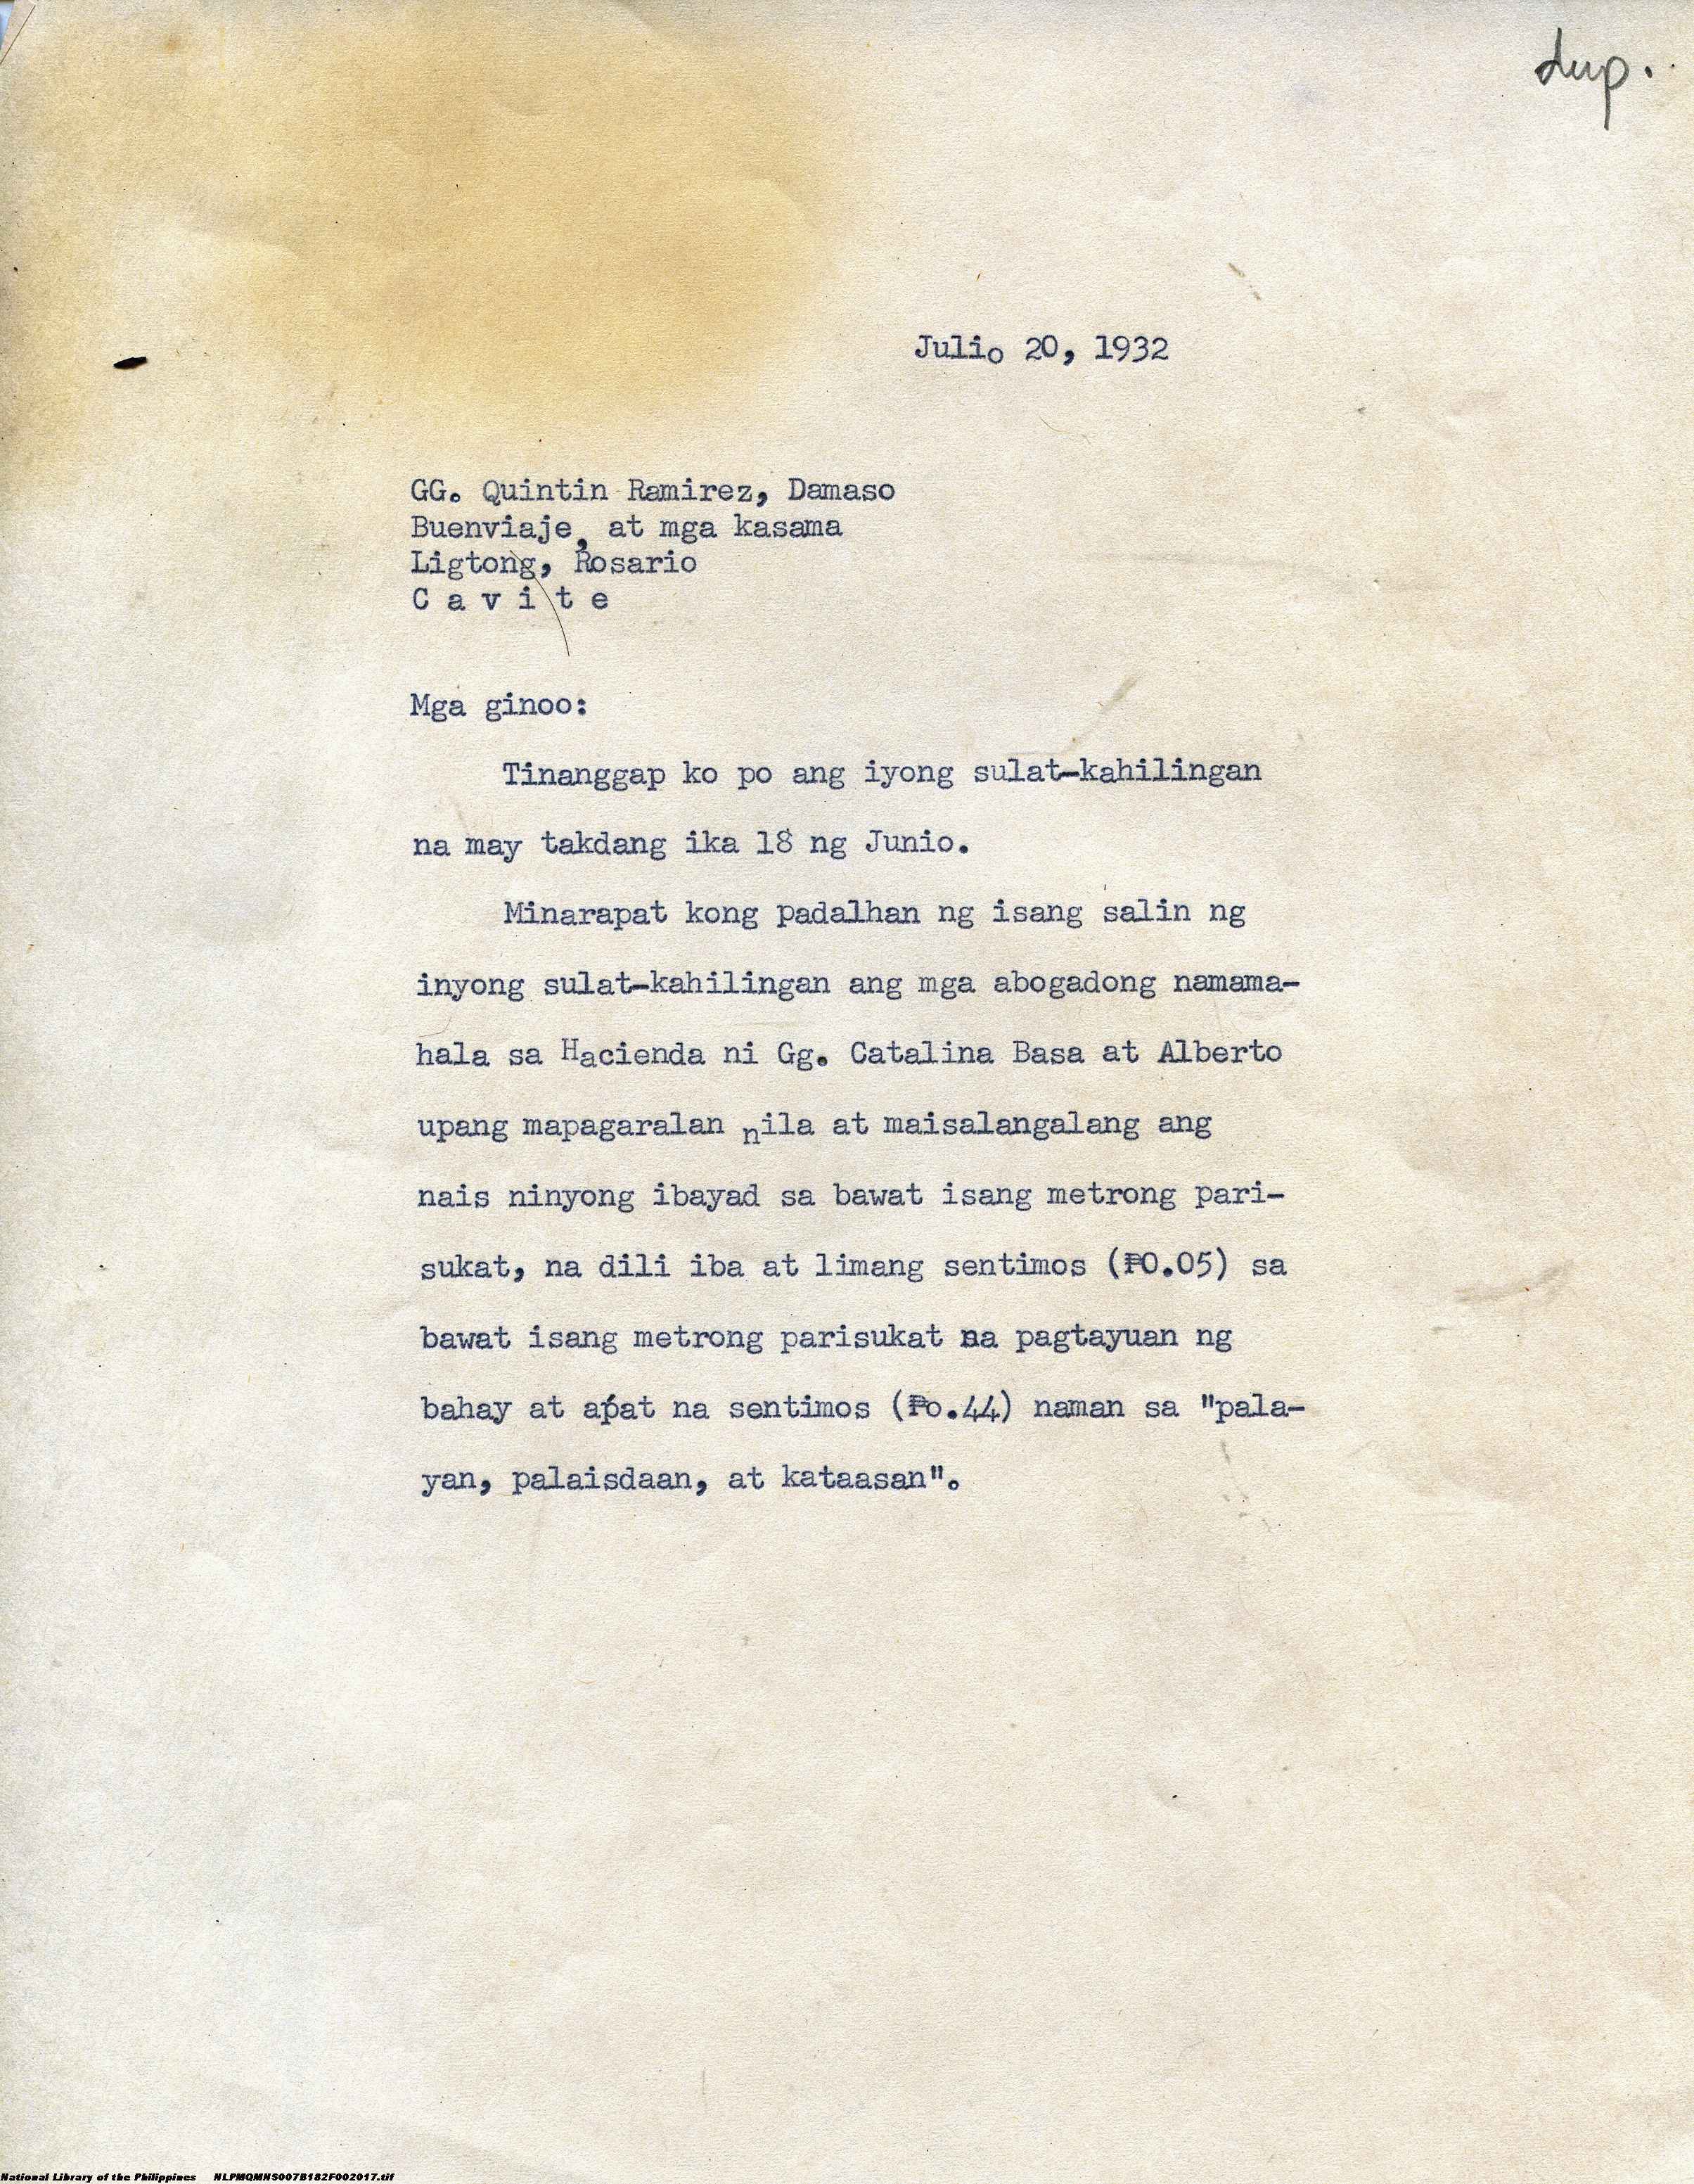 dup.
Julio 20, 1932
GG. Quintin Ramirez, Damaso
Buenviaje, at mga kasama
Ligtong, Rosario
C a v i t e
Mga ginoo:
Tinanggap ko po ang iyong sulat-kahilingan
na may takdang ika 18 ng Junio.
Minarapat kong padalhan ng isang salin ng
inyong sulat-kahilingan ang mga abogadong namama-
hala sa Hacienda ni Gg. Catalina Basa at Alberto
upang mapagaralan nila at maisalangalang ang
nais ninyong ibayad sa bawat isang metrong pari-
sukat, na dili iba at limang sentimos (₱0.05) sa
bawat isang metrong parisukat na pagtayuan ng
bahay at apat na sentimos (₱o.44) naman sa "pala-
yan, palaisdaan, at kataasan".
National Library of the Philippines NLPMQMNS007B182F002017.tif